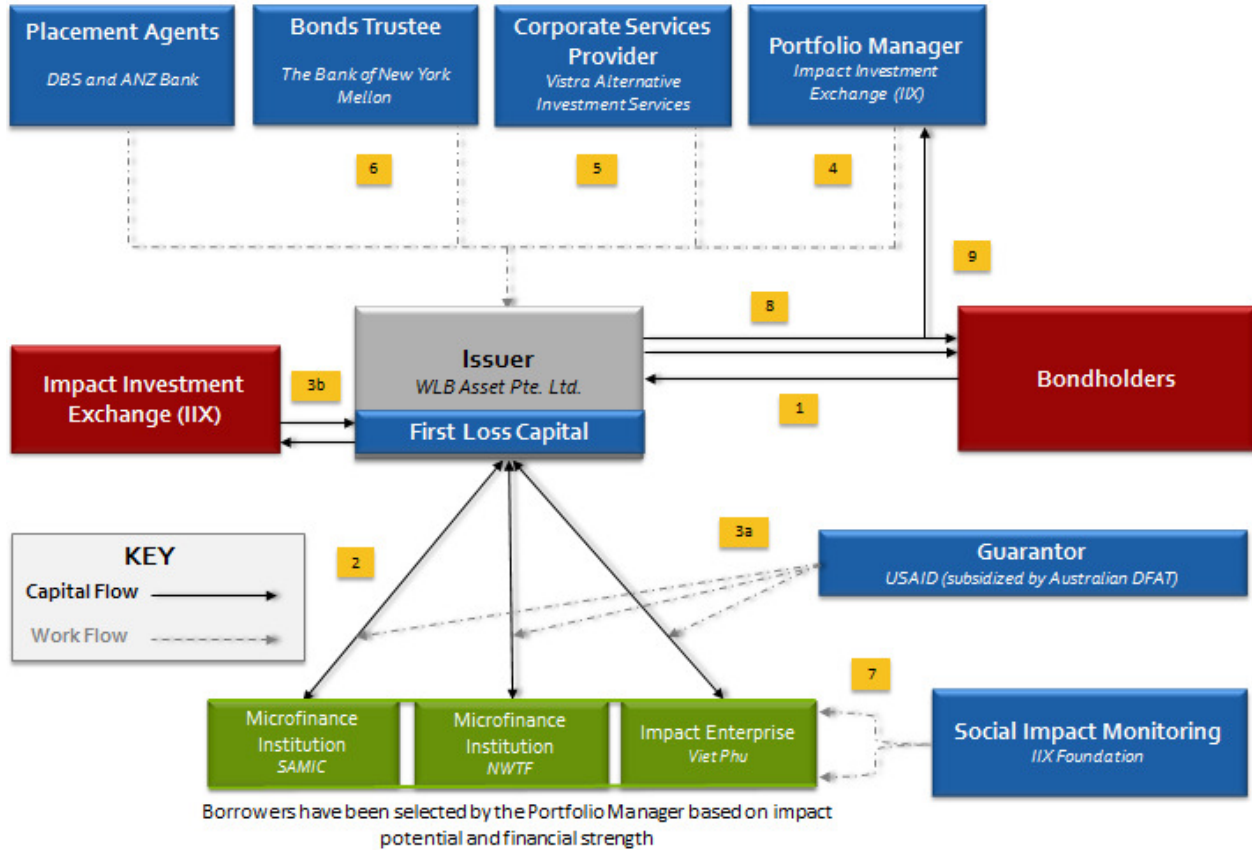 Placement Agents
DBS and ANZ Bank
Bonds Trustee
The Bank of New York
Mellon
Corporate Services
Provider
Vistra Alternative
Investment Services
Portfolio Manager
Impact Investment
Exchange (IIX)
6
5
4
9
8
Issuer
WLB Asset Pte. Ltd.
First Loss Capital
Impact Investment
Exchange (IIX)
3b
Bondholders
1
2
3a
KEY
Capital Flow
Work Flow
Guarantor
USAID (subsidized by Australian DFAT)
7
Microfinance
Institution
SAMIC
Microfinance
Institution
NWTF
Impact Enterprise
Viet Phu
Social Impact Monitoring
IIX Foundation
Borrowers have been selected by the Portfolio Manager based on impact
potential and financial strength